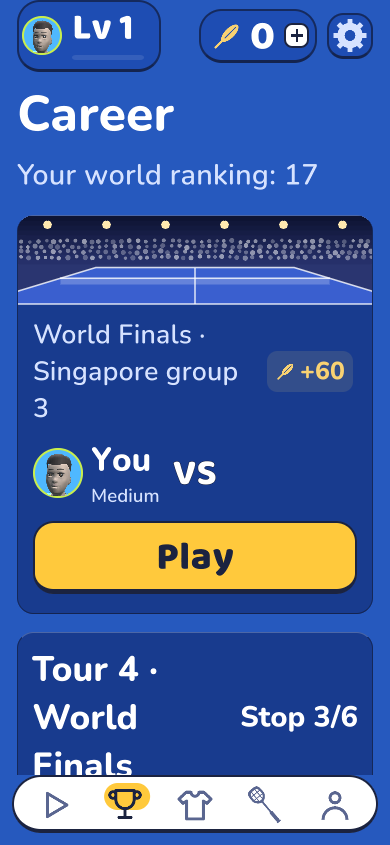 Lv 1
0
Career
Your world ranking: 17
World Finals ·
Singapore group
3
+60
You
Medium
VS
Play
Tour 4 ·
World
Finals
Stop 3/6